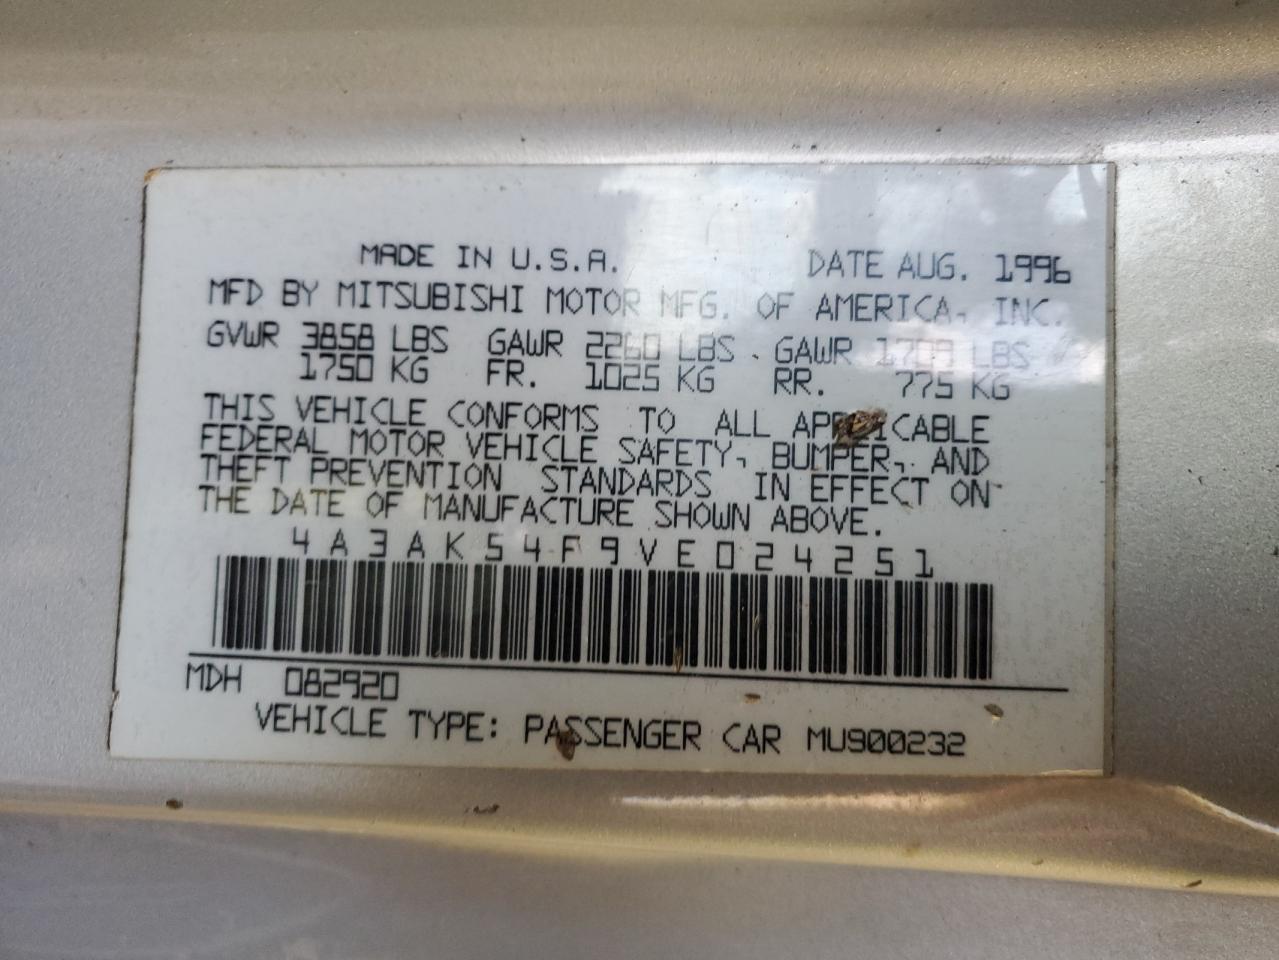 MADE IN U.S.A. DATE AUG. 1996
MFD BY MITSUBISHI MOTOR MFG. OF AMERICA, INC.
GVWR 3858 LBS GAWR 2260 LBS GAWR 1709 LBS
1750 KG FR. 1025 KG RR. 775 KG
THIS VEHICLE CONFORMS TO ALL APPLICABLE
FEDERAL MOTOR VEHICLE SAFETY, BUMPER, AND
THEFT PREVENTION STANDARDS IN EFFECT ON
THE DATE OF MANUFACTURE SHOWN ABOVE.
4A3AK54F9VE024251
MDH 082920
VEHICLE TYPE: PASSENGER CAR MU900232